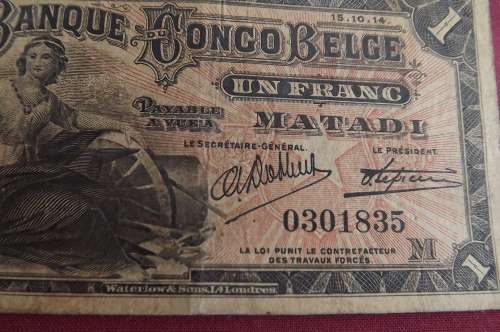 15.10.14.
1
BANQUE DU CONGO BELGE
UN FRANC
PAYABLE
A VUE A MATADI
LE SECRÉTAIRE-GÉNÉRAL. LE PRÉSIDENT.
0301835
LA LOI PUNIT LE CONTREFACTEUR
DES TRAVAUX FORCÉS.
M
1
Waterlow & Sons, Ld Londres.